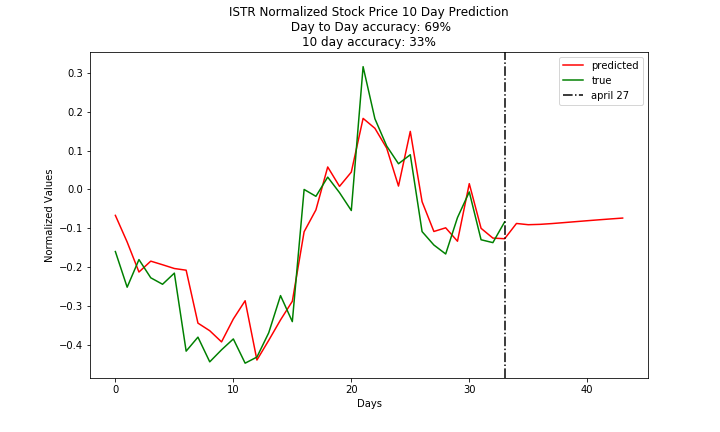 ISTR Normalized Stock Price 10 Day Prediction
Day to Day accuracy: 69%
10 day accuracy: 33%
predicted
true
april 27
0.3
0.2
0.1
0.0
−0.1
−0.2
−0.3
−0.4
Normalized Values
0 10 20 30 40
Days